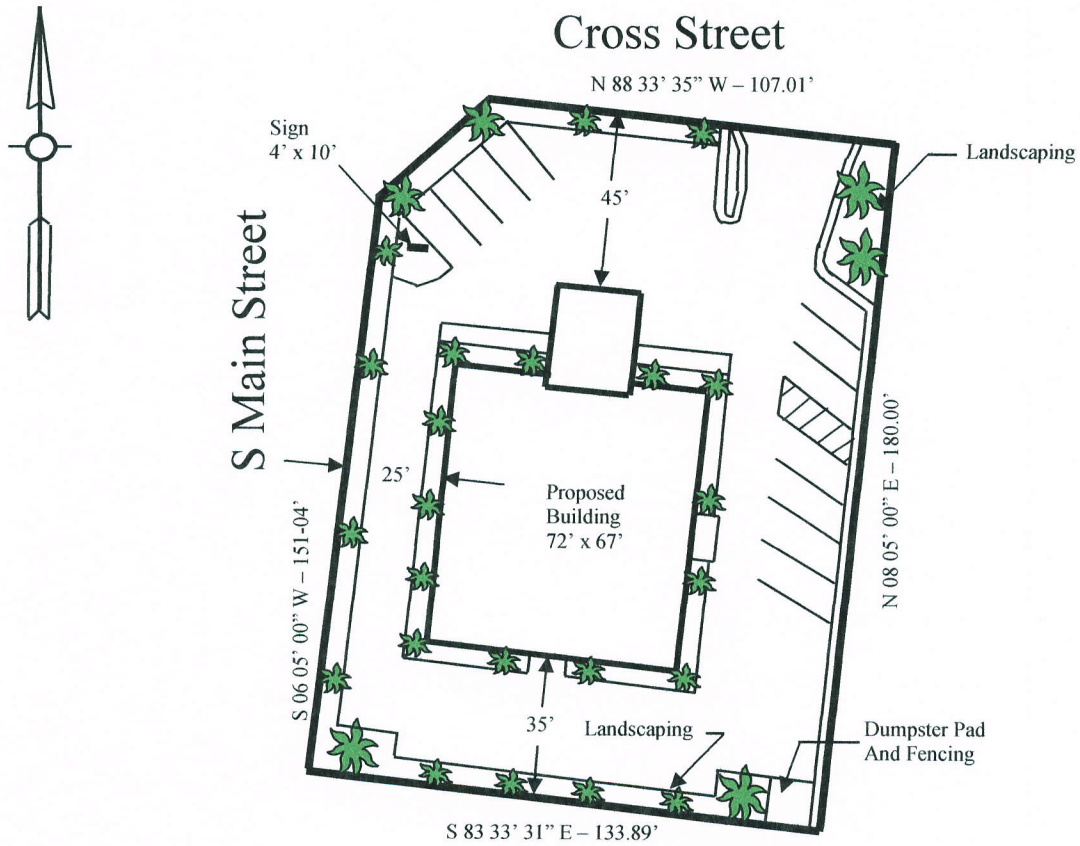 Cross Street
N 88 33' 35” W – 107.01'
Sign
4' x 10'
Landscaping
45'
S Main Street
25'
Proposed
Building
72' x 67'
N 08 05' 00” E – 180.00'
S 06 05' 00” W – 151-04'
35'
Landscaping
Dumpster Pad
And Fencing
S 83 33' 31” E – 133.89'